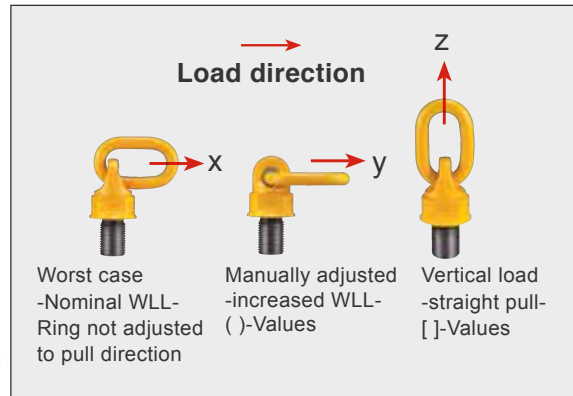 Load direction
x
y
z
Worst case
-Nominal WLL-
Ring not adjusted
to pull direction
Manually adjusted
-increased WLL-
( )-Values
Vertical load
-straight pull-
[ ]-Values